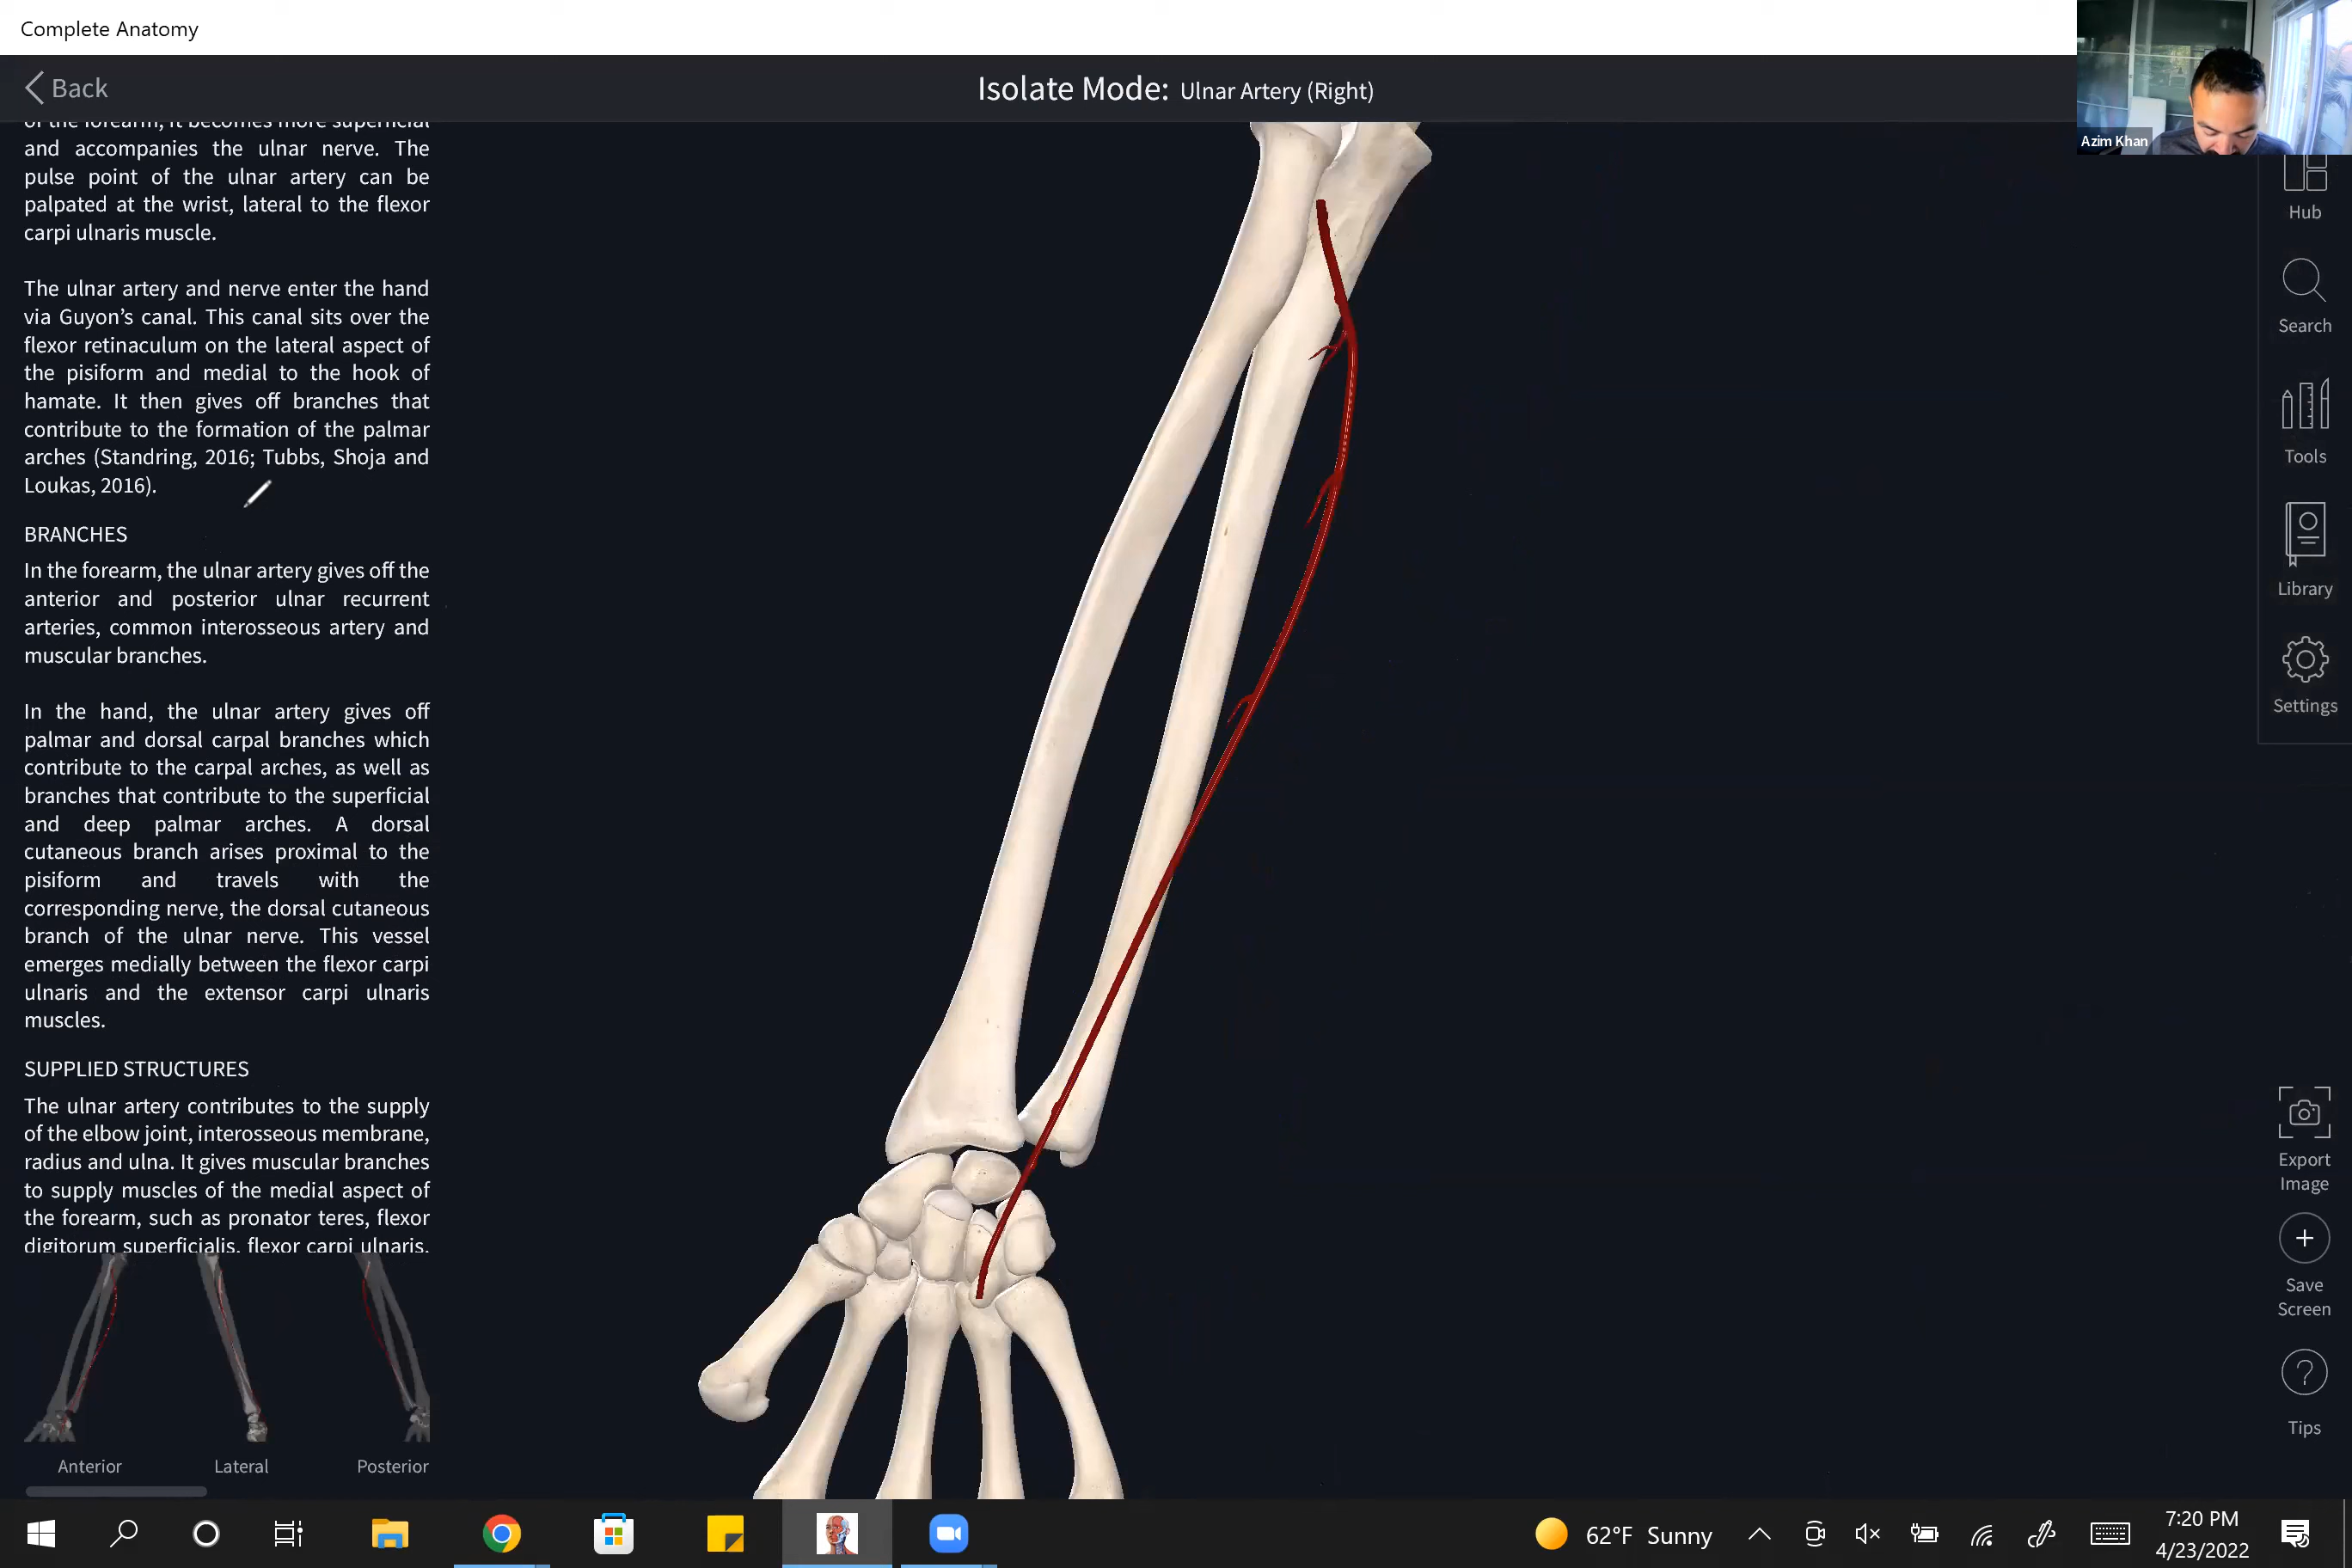 Complete Anatomy
Back
Isolate Mode: Ulnar Artery (Right)
Azim Khan
of the forearm, it becomes more superficial
and accompanies the ulnar nerve. The
pulse point of the ulnar artery can be
palpated at the wrist, lateral to the flexor
carpi ulnaris muscle.
The ulnar artery and nerve enter the hand
via Guyon’s canal. This canal sits over the
flexor retinaculum on the lateral aspect of
the pisiform and medial to the hook of
hamate. It then gives off branches that
contribute to the formation of the palmar
arches (Standring, 2016; Tubbs, Shoja and
Loukas, 2016).
BRANCHES
In the forearm, the ulnar artery gives off the
anterior and posterior ulnar recurrent
arteries, common interosseous artery and
muscular branches.
In the hand, the ulnar artery gives off
palmar and dorsal carpal branches which
contribute to the carpal arches, as well as
branches that contribute to the superficial
and deep palmar arches. A dorsal
cutaneous branch arises proximal to the
pisiform and travels with the
corresponding nerve, the dorsal cutaneous
branch of the ulnar nerve. This vessel
emerges medially between the flexor carpi
ulnaris and the extensor carpi ulnaris
muscles.
SUPPLIED STRUCTURES
The ulnar artery contributes to the supply
of the elbow joint, interosseous membrane,
radius and ulna. It gives muscular branches
to supply muscles of the medial aspect of
the forearm, such as pronator teres, flexor
digitorum superficialis, flexor carpi ulnaris,
Anterior
Lateral
Posterior
Hub
Search
Tools
Library
Settings
Export
Image
Save
Screen
Tips
62°F Sunny
7:20 PM
4/23/2022